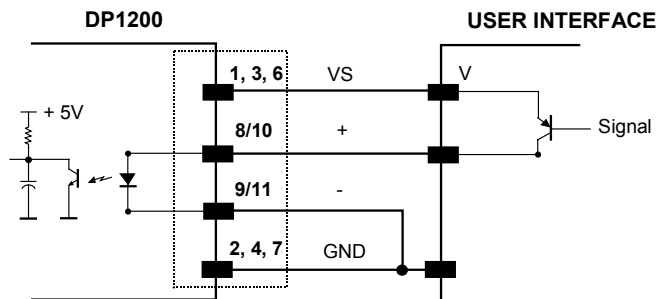 DP1200
USER INTERFACE
1, 3, 6 VS V
+ 5V
8/10 + Signal
9/11 -
2, 4, 7 GND